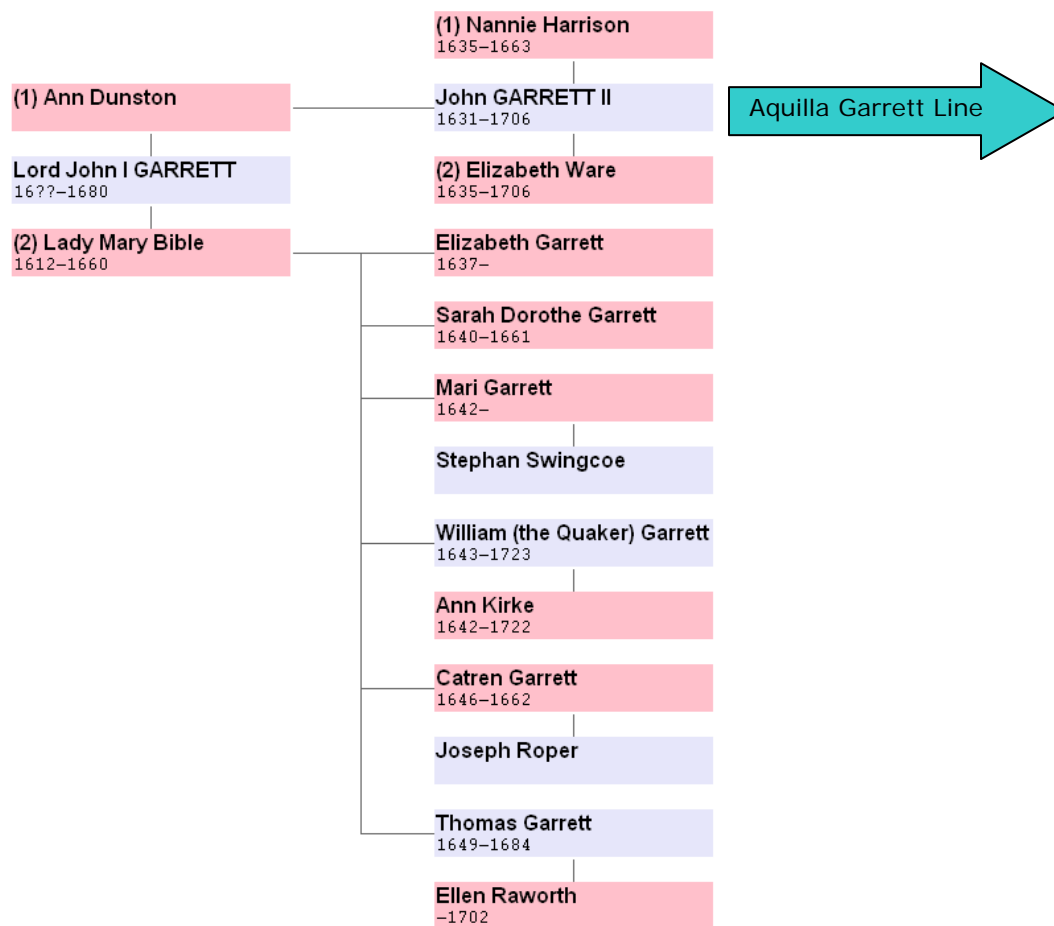 (1) Ann Dunston
Lord John I GARRETT
16??–1680
(2) Lady Mary Bible
1612–1660
(1) Nannie Harrison
1635–1663
John GARRETT II
1631–1706
(2) Elizabeth Ware
1635–1706
Elizabeth Garrett
1637–
Sarah Dorothe Garrett
1640–1661
Mari Garrett
1642–
Stephan Swingcoe
William (the Quaker) Garrett
1643–1723
Ann Kirke
1642–1722
Catren Garrett
1646–1662
Joseph Roper
Thomas Garrett
1649–1684
Ellen Raworth
–1702
Aquilla Garrett Line